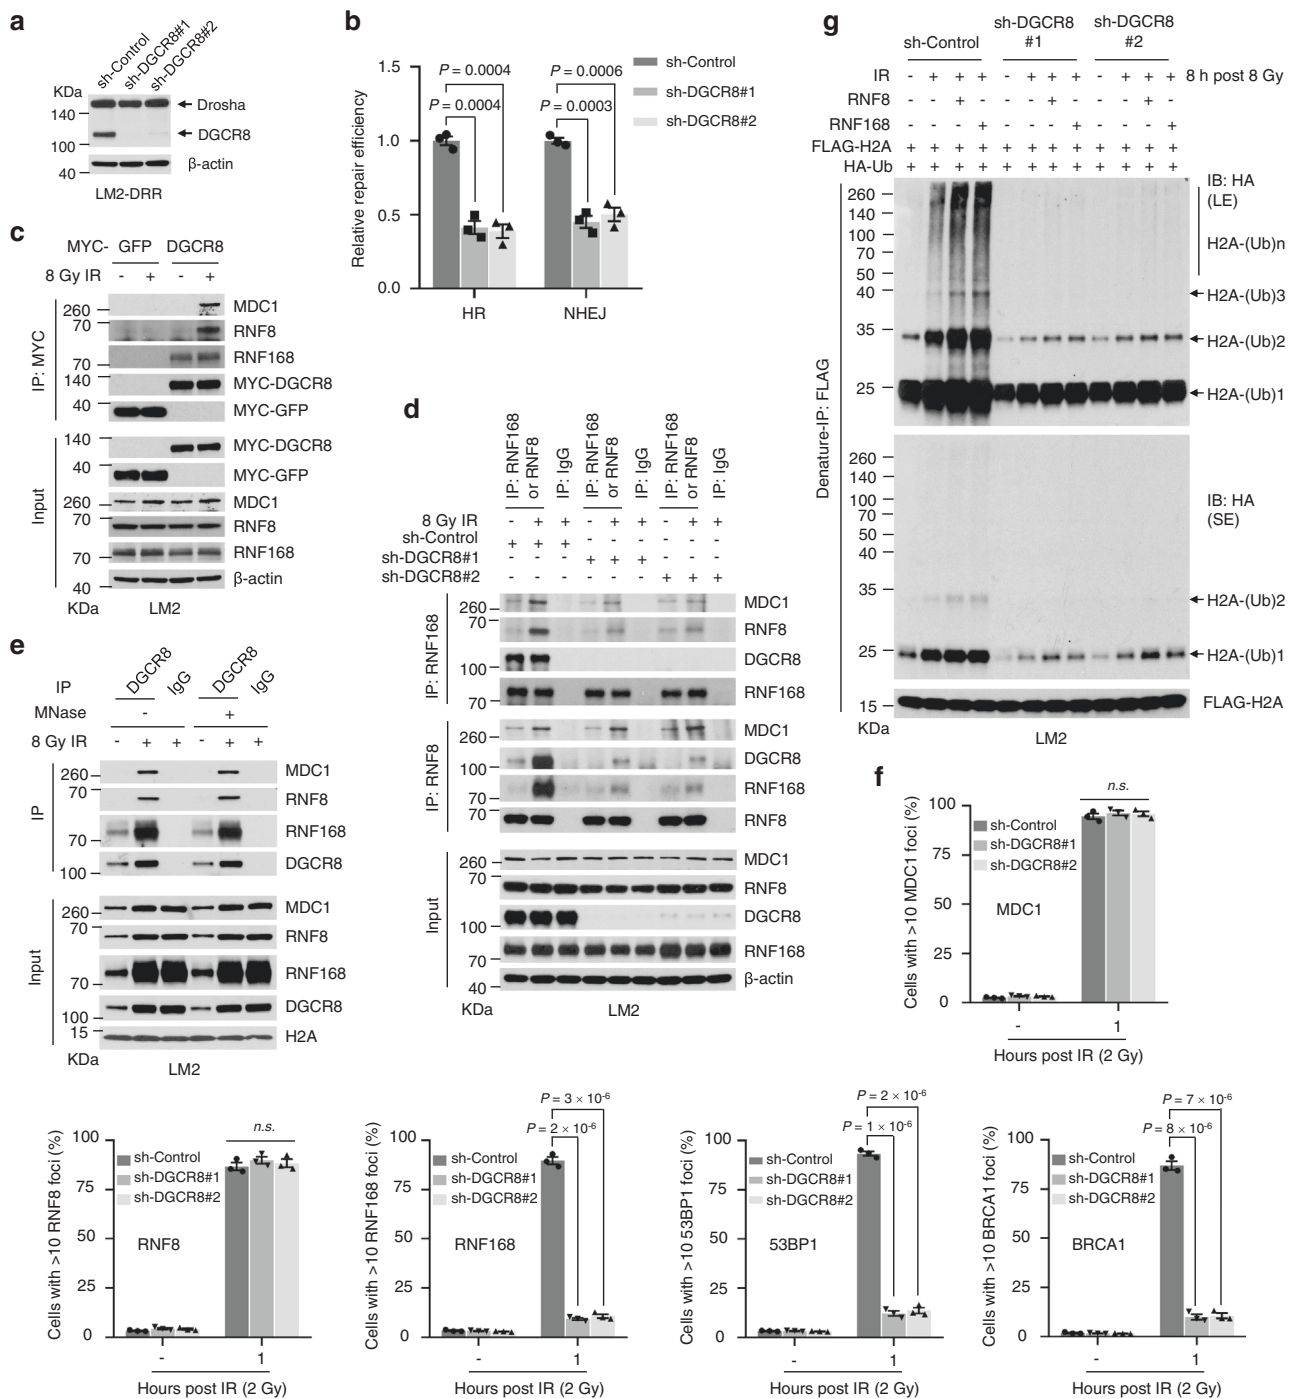 a
sh-Control
sh-DGCR8#1
sh-DGCR8#2
KDa
140
100
40
Drosha
DGCR8
β-actin
LM2-DRR
b
Relative repair efficiency
1.5
1.0
0.5
0.0
P = 0.0004
P = 0.0004
P = 0.0006
P = 0.0003
HR
NHEJ
sh-Control
sh-DGCR8#1
sh-DGCR8#2
c
MYC- GFP DGCR8
8 Gy IR - + - +
IP: MYC
260 MDC1
70 RNF8
70 RNF168
140 MYC-DGCR8
40 MYC-GFP
Input
140 MYC-DGCR8
40 MYC-GFP
260 MDC1
70 RNF8
70 RNF168
40 β-actin
KDa LM2
d
IP: RNF168 or RNF8
IP: IgG
IP: RNF168 or RNF8
IP: IgG
IP: RNF168 or RNF8
IP: IgG
8 Gy IR - + + - + + - + +
sh-Control + + + - - - - - -
sh-DGCR8#1 - - - + + + - - -
sh-DGCR8#2 - - - - - - + + +
IP: RNF168
260 MDC1
70 RNF8
100 DGCR8
70 RNF168
IP: RNF8
260 MDC1
100 DGCR8
70 RNF168
70 RNF8
Input
260 MDC1
70 RNF8
100 DGCR8
70 RNF168
40 β-actin
KDa LM2
e
IP DGCR8 IgG DGCR8 IgG
MNase - +
8 Gy IR - + + - + +
IP
260 MDC1
70 RNF8
70 RNF168
100 DGCR8
Input
260 MDC1
70 RNF8
70 RNF168
100 DGCR8
15 H2A
KDa
LM2
g
sh-Control
sh-DGCR8 #1
sh-DGCR8 #2
IR - + + + - + + + - + + + 8 h post 8 Gy
RNF8 - - + - - + - - +
RNF168 - - - + - - - + - - - +
FLAG-H2A + + + + + + + + + + + +
HA-Ub + + + + + + + + + + + +
Denature-IP: FLAG
260
140
100
70
50
40
35
25
IB: HA
(LE)
H2A-(Ub)n
H2A-(Ub)3
H2A-(Ub)2
H2A-(Ub)1
260
140
100
70
50
40
35
25
IB: HA
(SE)
H2A-(Ub)2
H2A-(Ub)1
15 FLAG-H2A
KDa
LM2
f
Cells with >10 MDC1 foci (%)
100
75
50
25
0
n.s.
sh-Control
sh-DGCR8#1
sh-DGCR8#2
MDC1
- 1
Hours post IR (2 Gy)
Cells with >10 RNF8 foci (%)
100
75
50
25
0
n.s.
sh-Control
sh-DGCR8#1
sh-DGCR8#2
RNF8
- 1
Hours post IR (2 Gy)
Cells with >10 RNF168 foci (%)
100
75
50
25
0
P = 3 × 10-6
P = 2 × 10-6
sh-Control
sh-DGCR8#1
sh-DGCR8#2
RNF168
- 1
Hours post IR (2 Gy)
Cells with >10 53BP1 foci (%)
100
75
50
25
0
P = 2 × 10-6
P = 1 × 10-6
sh-Control
sh-DGCR8#1
sh-DGCR8#2
53BP1
- 1
Hours post IR (2 Gy)
Cells with >10 BRCA1 foci (%)
100
75
50
25
0
P = 7 × 10-6
P = 8 × 10-6
sh-Control
sh-DGCR8#1
sh-DGCR8#2
BRCA1
- 1
Hours post IR (2 Gy)